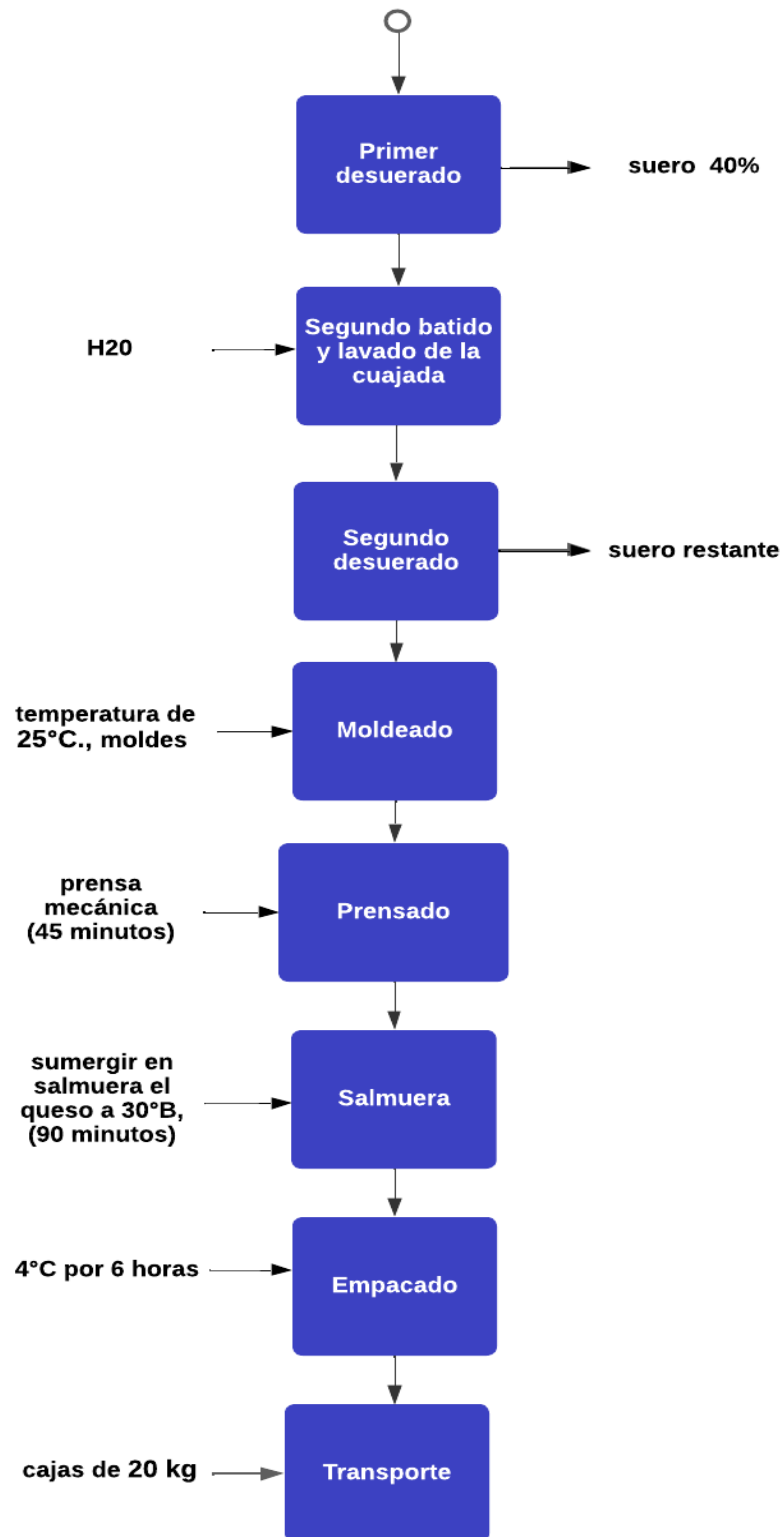 Primer
desuerado
suero 40%
H20
Segundo batido
y lavado de la
cuajada
Segundo
desuerado
suero restante
temperatura de
25°C., moldes
Moldeado
prensa
mecánica
(45 minutos)
Prensado
sumergir en
salmuera el
queso a 30°B,
(90 minutos)
Salmuera
4°C por 6 horas
Empacado
cajas de 20 kg
Transporte